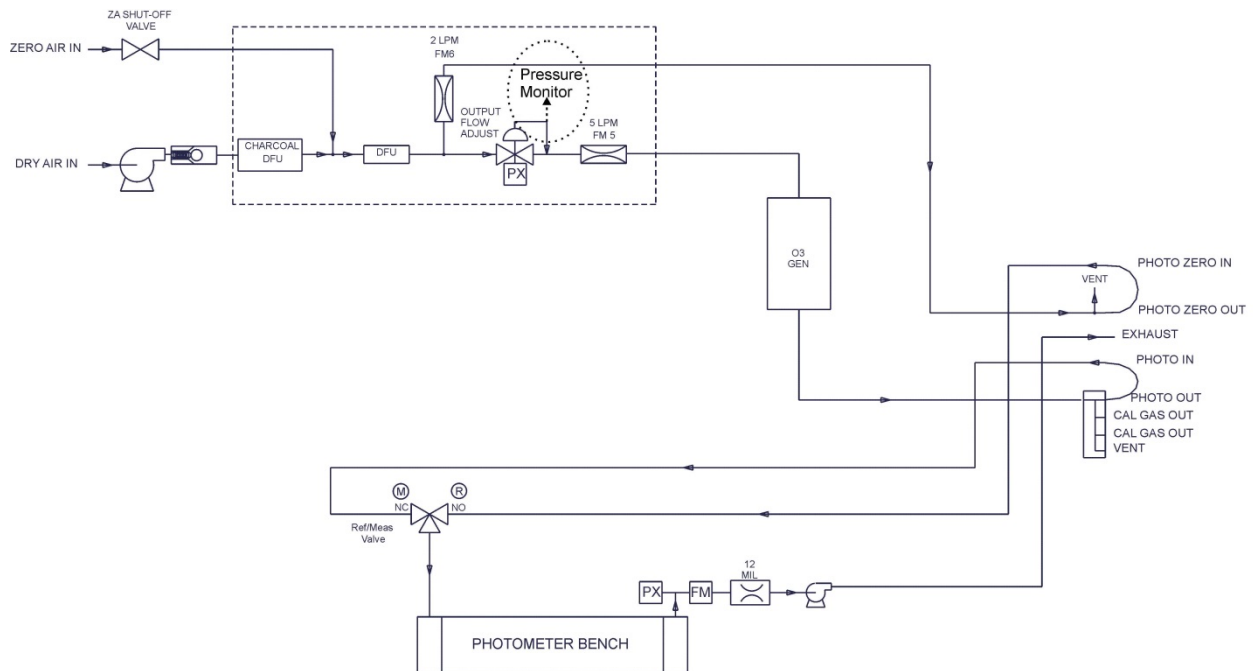 ZA SHUT-OFF
VALVE
ZERO AIR IN
2 LPM
FM6
Pressure
Monitor
OUTPUT
FLOW
ADJUST
5 LPM
FM 5
CHARCOAL
DFU
DFU
DRY AIR IN
PX
O3
GEN
PHOTO ZERO IN
VENT
PHOTO ZERO OUT
EXHAUST
PHOTO IN
PHOTO OUT
CAL GAS OUT
CAL GAS OUT
VENT
M
R
NC
NO
Ref/Meas
Valve
12
MIL
PX
FM
PHOTOMETER BENCH